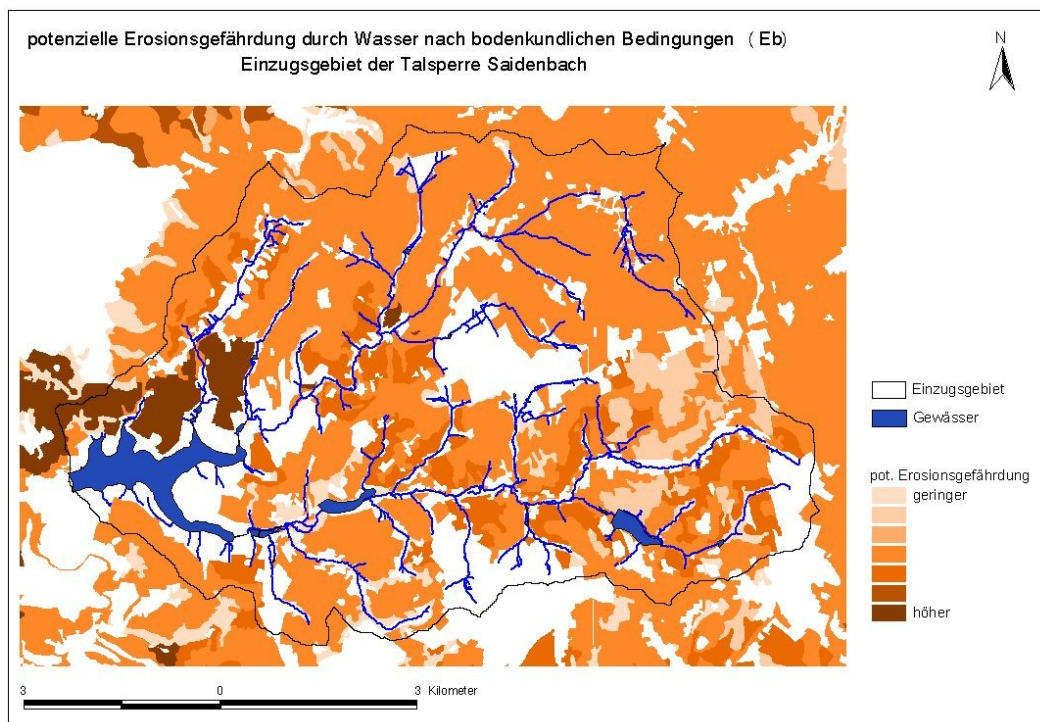 potenzielle Erosionsgefährdung durch Wasser nach bodenkundlichen Bedingungen ( Eb)
Einzugsgebiet der Talsperre Saidenbach
N
Einzugsgebiet
Gewässer
pot. Erosionsgefährdung
geringer
höher
3 0 3 Kilometer